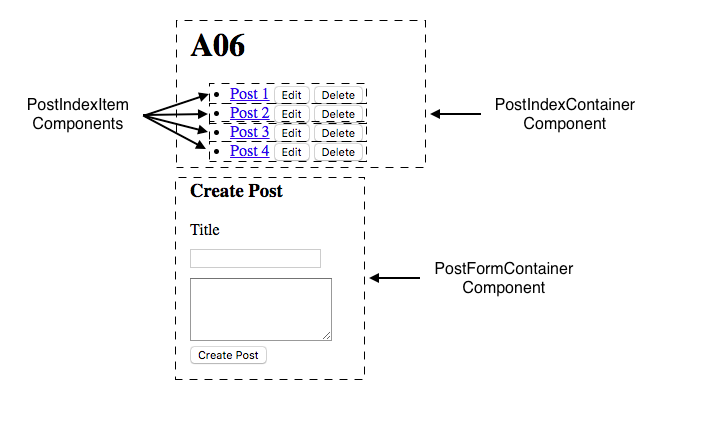 A06
PostIndexItem
Components
Post 1 Edit Delete
Post 2 Edit Delete
Post 3 Edit Delete
Post 4 Edit Delete
PostIndexContainer
Component
Create Post
Title
Create Post
PostFormContainer
Component